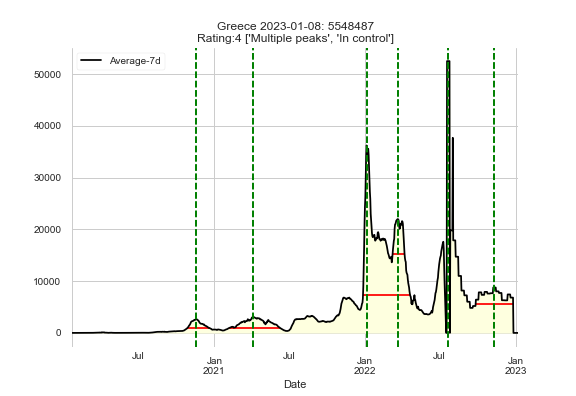 Greece 2023-01-08: 5548487
Rating:4 ['Multiple peaks', 'In control']
Average-7d
50000
40000
30000
20000
10000
0
Jul Jan Jul Jan Jul Jan
2021 2022 2023
Date